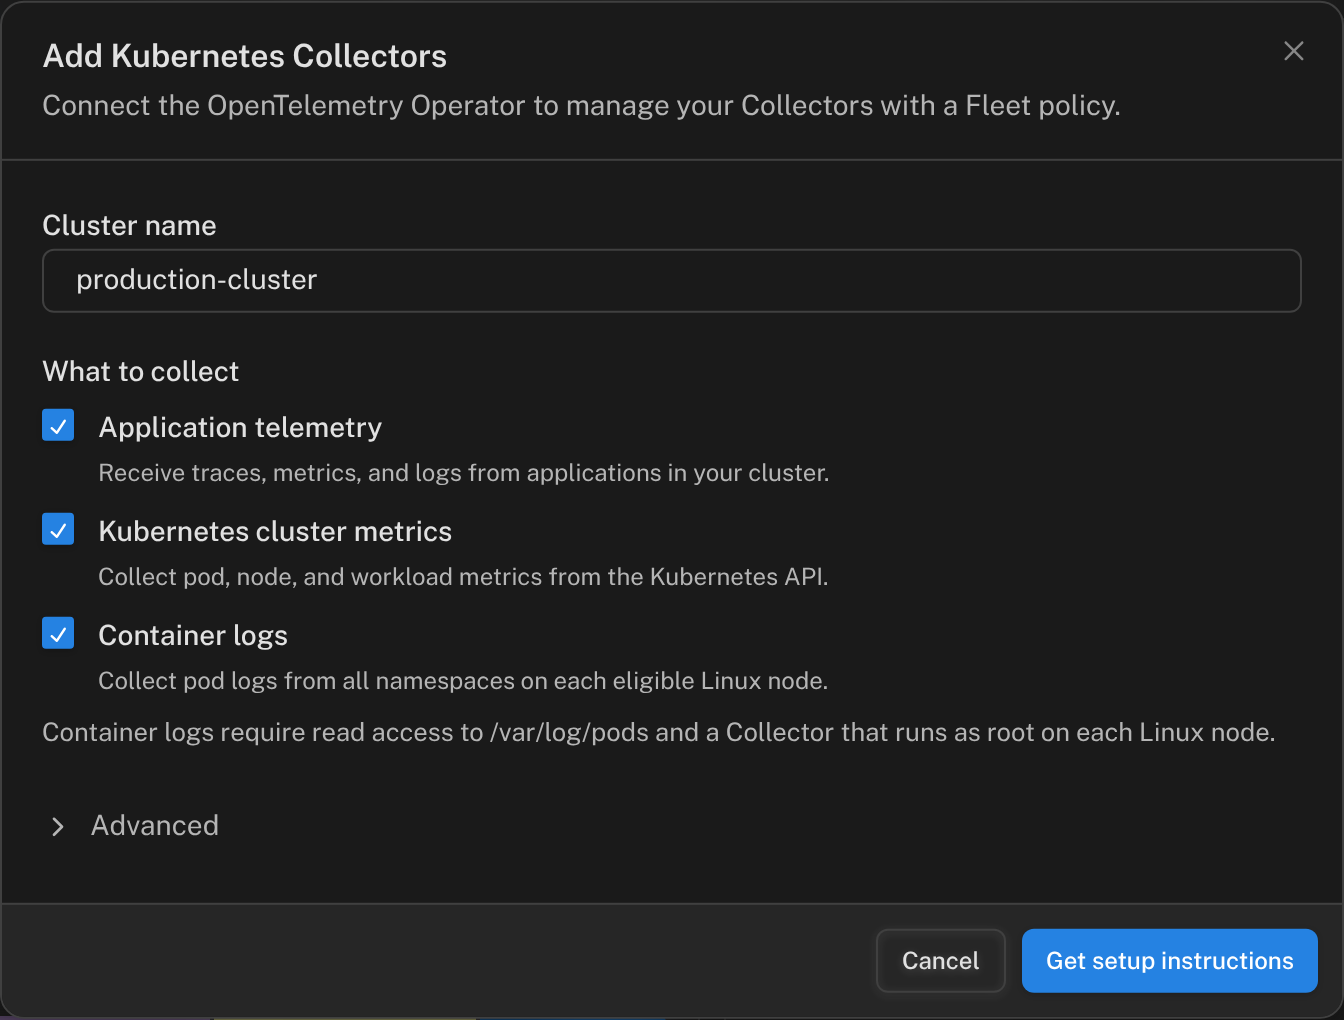 Add Kubernetes Collectors
Connect the OpenTelemetry Operator to manage your Collectors with a Fleet policy.
Cluster name
production-cluster
What to collect
Application telemetry
Receive traces, metrics, and logs from applications in your cluster.
Kubernetes cluster metrics
Collect pod, node, and workload metrics from the Kubernetes API.
Container logs
Collect pod logs from all namespaces on each eligible Linux node.
Container logs require read access to /var/log/pods and a Collector that runs as root on each Linux node.
Advanced
Cancel
Get setup instructions